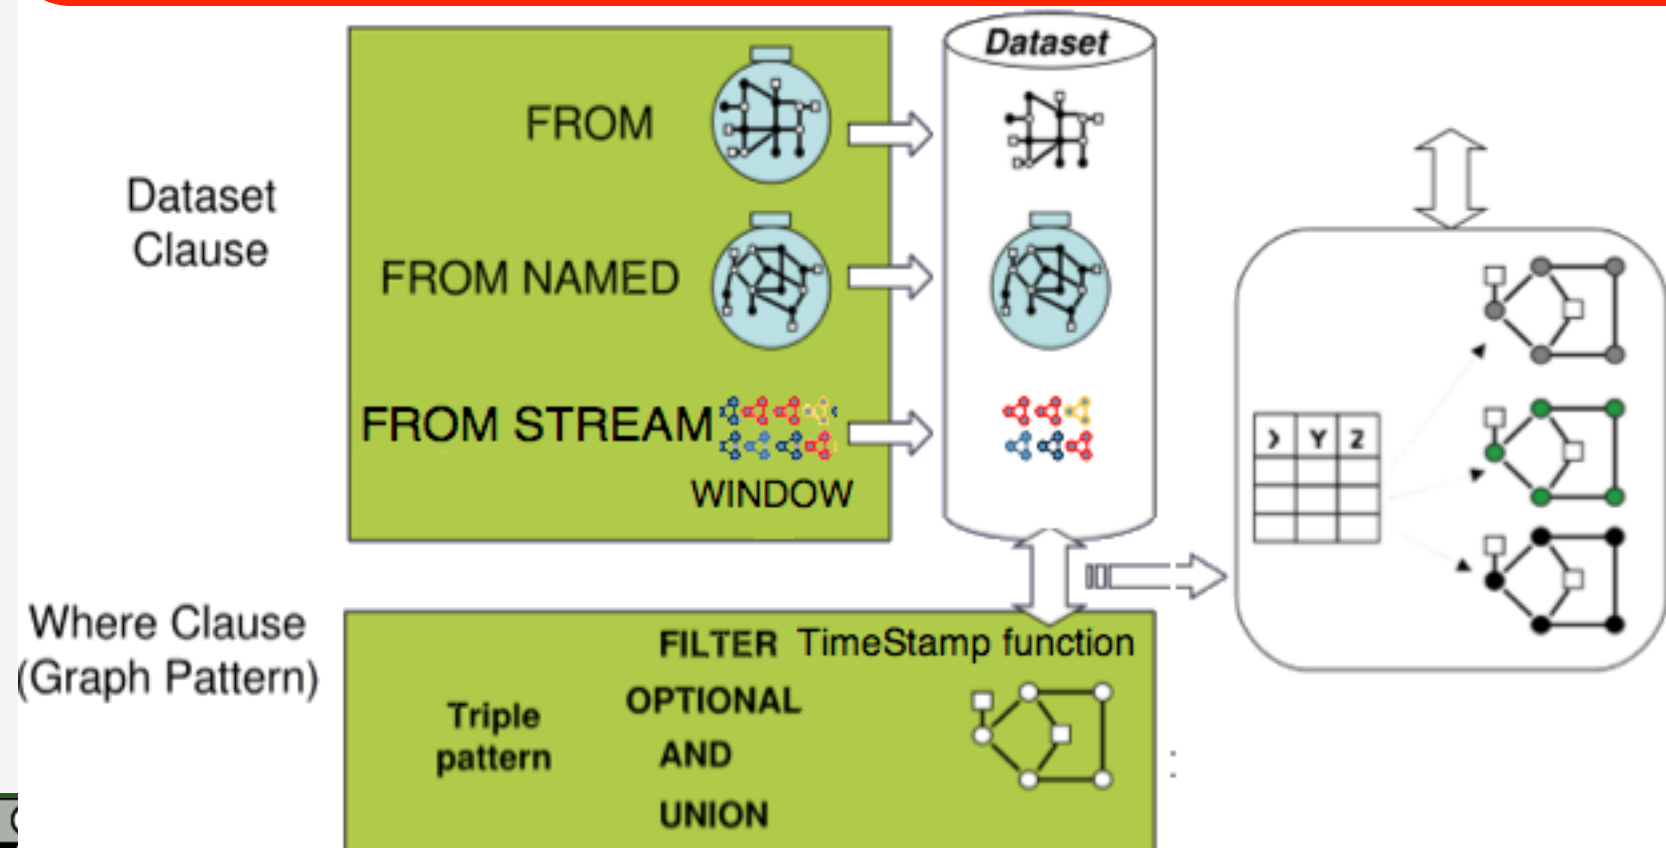 Dataset
Clause
FROM
FROM NAMED
FROM STREAM
WINDOW
Dataset
Y Z
Where Clause
(Graph Pattern)
FILTER TimeStamp function
Triple
pattern
OPTIONAL
AND
UNION
: